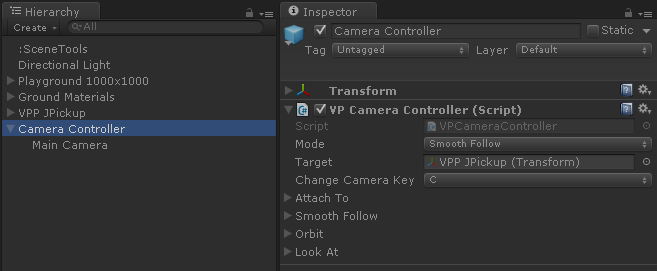 Hierarchy
Create
All
:SceneTools
Directional Light
Playground 1000x1000
Ground Materials
VPP JPickup
Camera Controller
Main Camera
Inspector
Camera Controller
Static
Tag Untagged Layer Default
Transform
VP Camera Controller (Script)
Script VPCameraController
Mode Smooth Follow
Target VPP JPickup (Transform)
Change Camera Key C
Attach To
Smooth Follow
Orbit
Look At